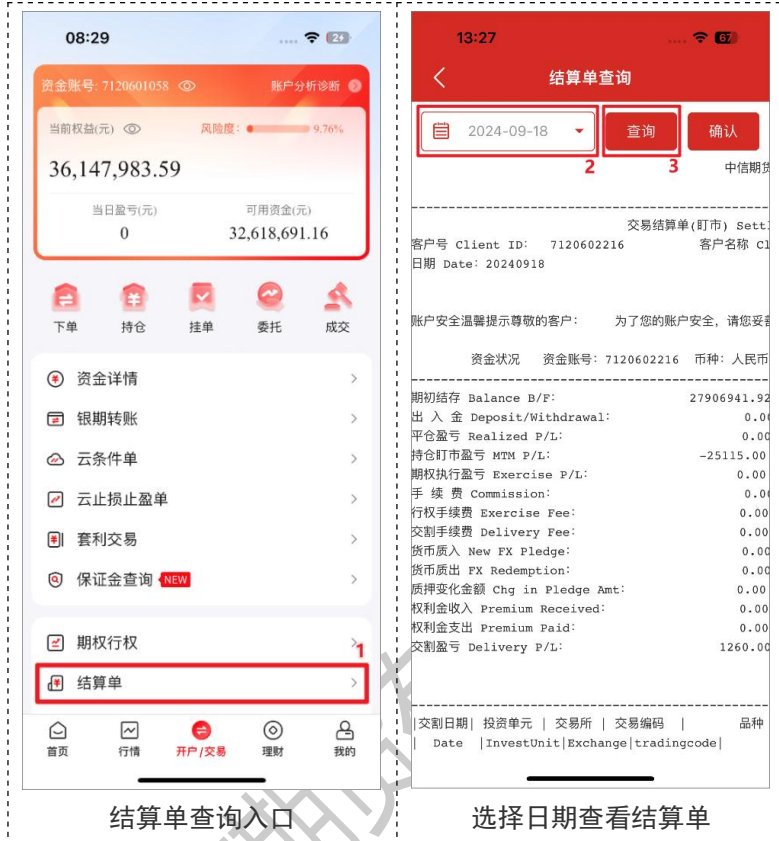 08:29
24
资金账号: 7120601058
账户分析诊断
当前权益(元)
风险度:
9.76%
36,147,983.59
当日盈亏(元)
可用资金(元)
0
32,618,691.16
下单
持仓
挂单
委托
成交
资金详情
银期转账
云条件单
云止损止盈单
套利交易
保证金查询 NEW
期权行权
1
结算单
首页
行情
开户/交易
理财
我的
结算单查询入口
13:27
67
结算单查询
2024-09-18
查询
确认
2
3
中信期货
交易结算单(盯市) Settl
客户号 Client ID: 7120602216
客户名称 Cl
日期 Date: 20240918
账户安全温馨提示尊敬的客户: 为了您的账户安全, 请您妥善
资金状况 资金账号: 7120602216 币种: 人民币
期初结存 Balance B/F: 27906941.92
出 入 金 Deposit/Withdrawal: 0.00
平仓盈亏 Realized P/L: 0.00
持仓盯市盈亏 MTM P/L: -25115.00
期权执行盈亏 Exercise P/L: 0.00
手 续 费 Commission: 0.00
行权手续费 Exercise Fee: 0.00
交割手续费 Delivery Fee: 0.00
货币质入 New FX Pledge: 0.00
货币质出 FX Redemption: 0.00
质押变化金额 Chg in Pledge Amt: 0.00
权利金收入 Premium Received: 0.00
权利金支出 Premium Paid: 0.00
交割盈亏 Delivery P/L: 1260.00
|交割日期| 投资单元 | 交易所 | 交易编码 | 品种
| Date |InvestUnit|Exchange|tradingcode|
选择日期查看结算单